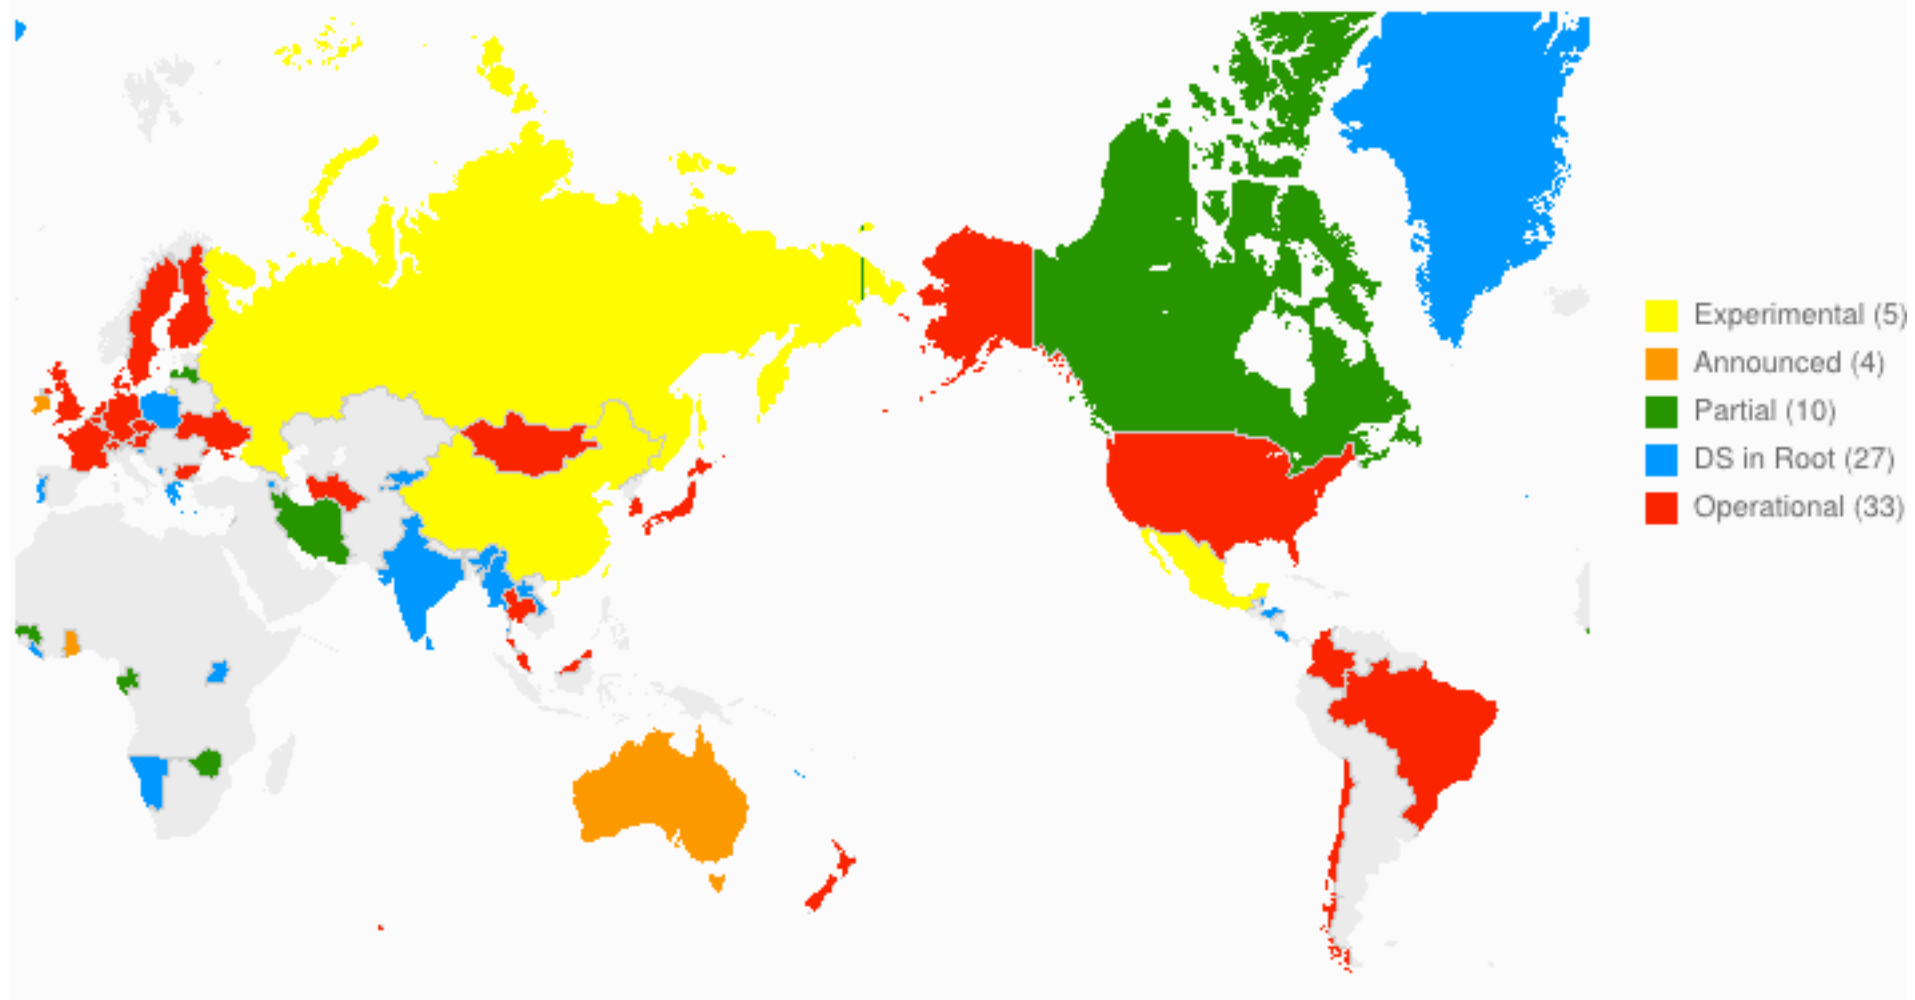 Experimental (5)
Announced (4)
Partial (10)
DS in Root (27)
Operational (33)